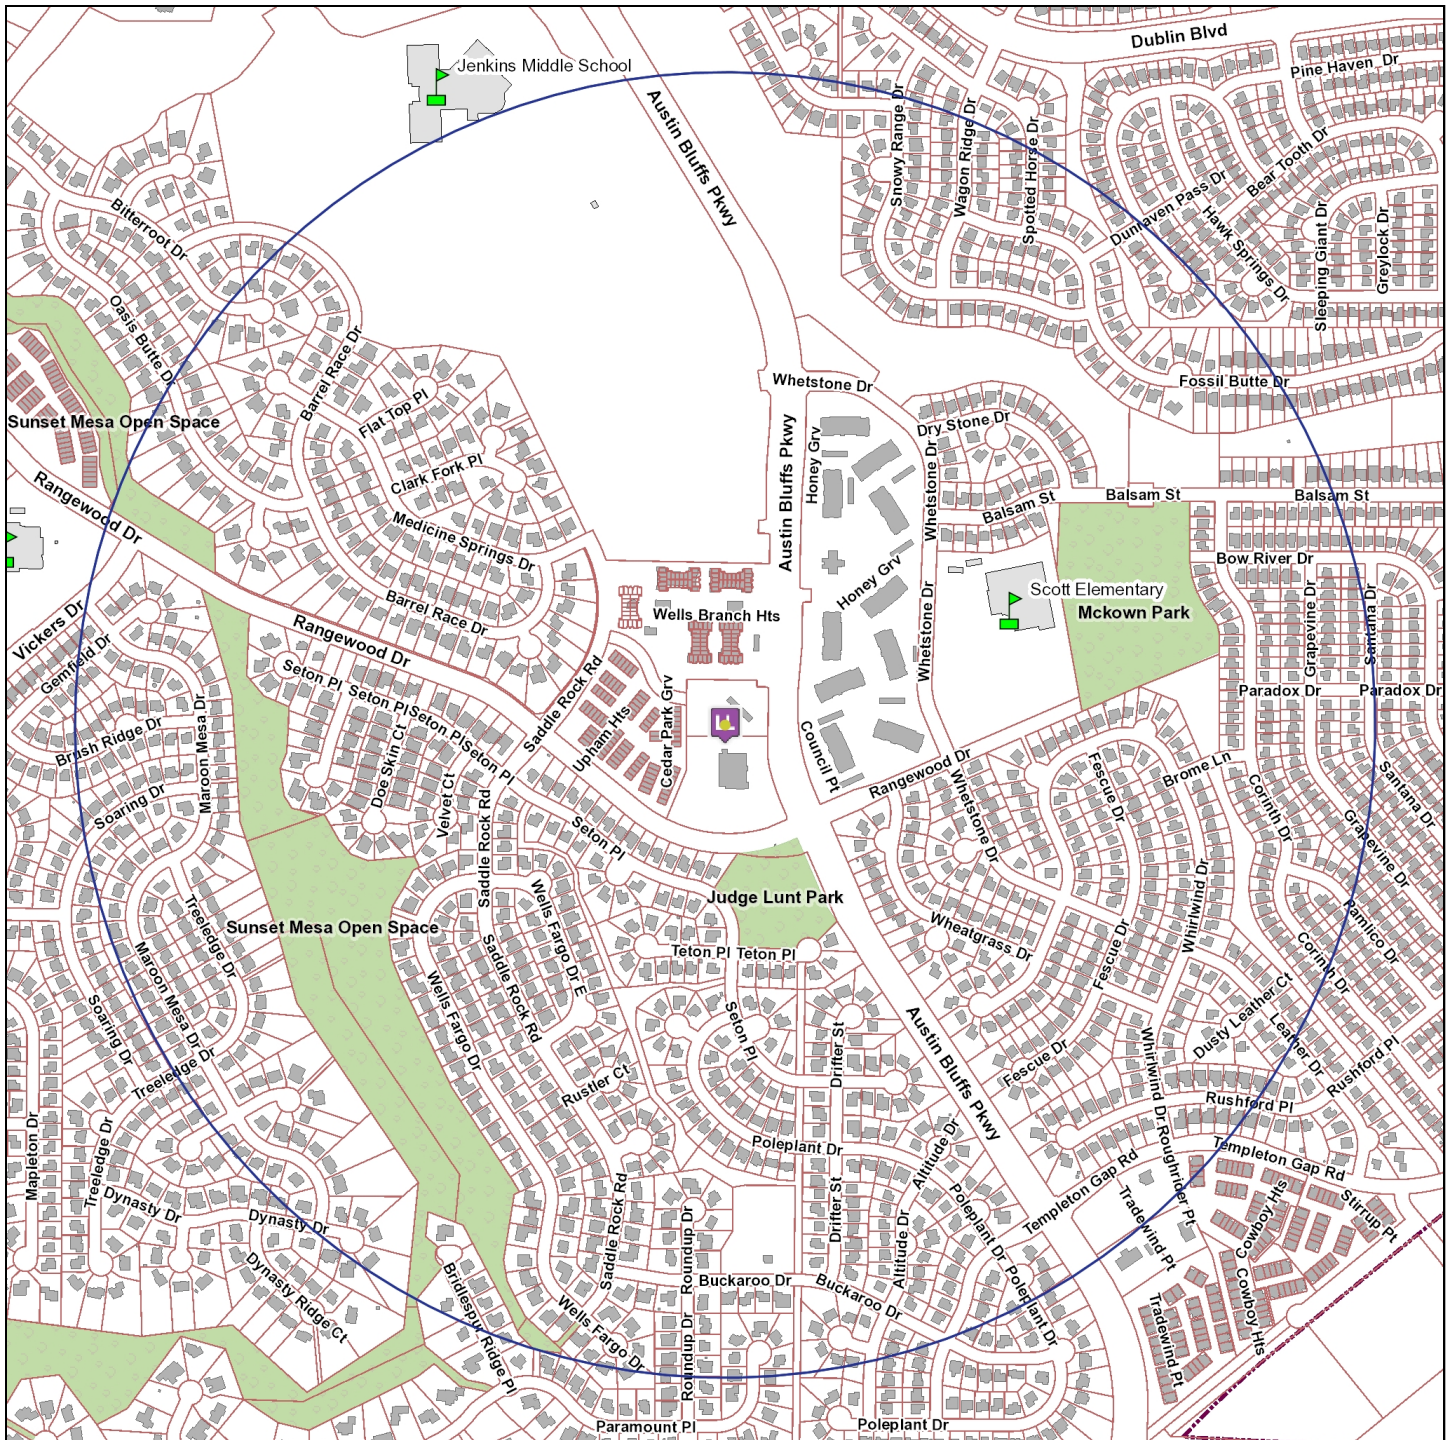 Dublin Blvd
Jenkins Middle School
Pine Haven Dr
Austin Bluffs Pkwy
Snowy Range Dr
Wagon Ridge Dr
Spotted Horse Dr
Bear Tooth Dr
Dunraven Pass Dr
Hawk Springs Dr
Sleeping Giant Dr
Greylock Dr
Bitterroot Dr
Oasis Butte Dr
Barrel Race Dr
Flat Top Pl
Whetstone Dr
Fossil Butte Dr
Sunset Mesa Open Space
Dry Stone Dr
Honey Grv
Austin Bluffs Pkwy
Whetstone Dr
Clark Fork Pl
Rangewood Dr
Balsam St
Balsam St
Balsam St
Medicine Springs Dr
Bow River Dr
Honey Grv
Scott Elementary
Mckown Park
Barrel Race Dr
Wells Branch Hts
Vickers Dr
Gemfield Dr
Rangewood Dr
Whetstone Dr
Grapevine Dr
Santana Dr
Seton Pl
Seton Pl
Seton Pl
Seton Pl
Saddle Rock Rd
Upham Hts
Cedar Park Grv
Paradox Dr
Paradox Dr
Brush Ridge Dr
Maroon Mesa Dr
Doe Skin Ct
Velvet Ct
Council Pt
Rangewood Dr
Fescue Dr
Brome Ln
Soaring Dr
Saddle Rock Rd
Seton Pl
Whetstone Dr
Corinth Dr
Santana Dr
Grapevine Dr
Judge Lunt Park
Treeledge Dr
Wells Fargo Dr E
Whirlwind Dr
Pamlico Dr
Sunset Mesa Open Space
Wheatgrass Dr
Teton Pl
Teton Pl
Maroon Mesa Dr
Saddle Rock Rd
Fescue Dr
Corinth Dr
Wells Fargo Dr
Soaring Dr
Seton Pl
Drifter St
Austin Bluffs Pkwy
Dusty Leather Ct
Leather Dr
Treeledge Dr
Rustler Ct
Fescue Dr
Whirlwind Dr
Rushford Pl
Rushford Pl
Mapleton Dr
Treeledge Dr
Poleplant Dr
Altitude Dr
Templeton Gap Rd
Roughrider Pt
Templeton Gap Rd
Dynasty Dr
Dynasty Dr
Saddle Rock Rd
Roundup Dr
Drifter St
Altitude Dr
Poleplant Dr
Tradewind Pt
Cowboy Hts
Stirrup Pt
Dynasty Ridge Ct
Bridlespur Ridge Pl
Buckaroo Dr
Buckaroo Dr
Poleplant Dr
Wells Fargo Dr
Roundup Dr
Tradewind Pt
Cowboy Hts
Paramount Pl
Poleplant Dr